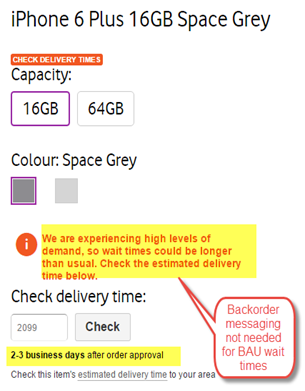 iPhone 6 Plus 16GB Space Grey
CHECK DELIVERY TIMES
Capacity:
16GB 64GB
Colour: Space Grey
i
We are experiencing high levels of
demand, so wait times could be longer
than usual. Check the estimated delivery
time below.
Check delivery time:
2099 Check
2-3 business days after order approval
Check this item's estimated delivery time to your area
Backorder
messaging
not needed
for BAU wait
times